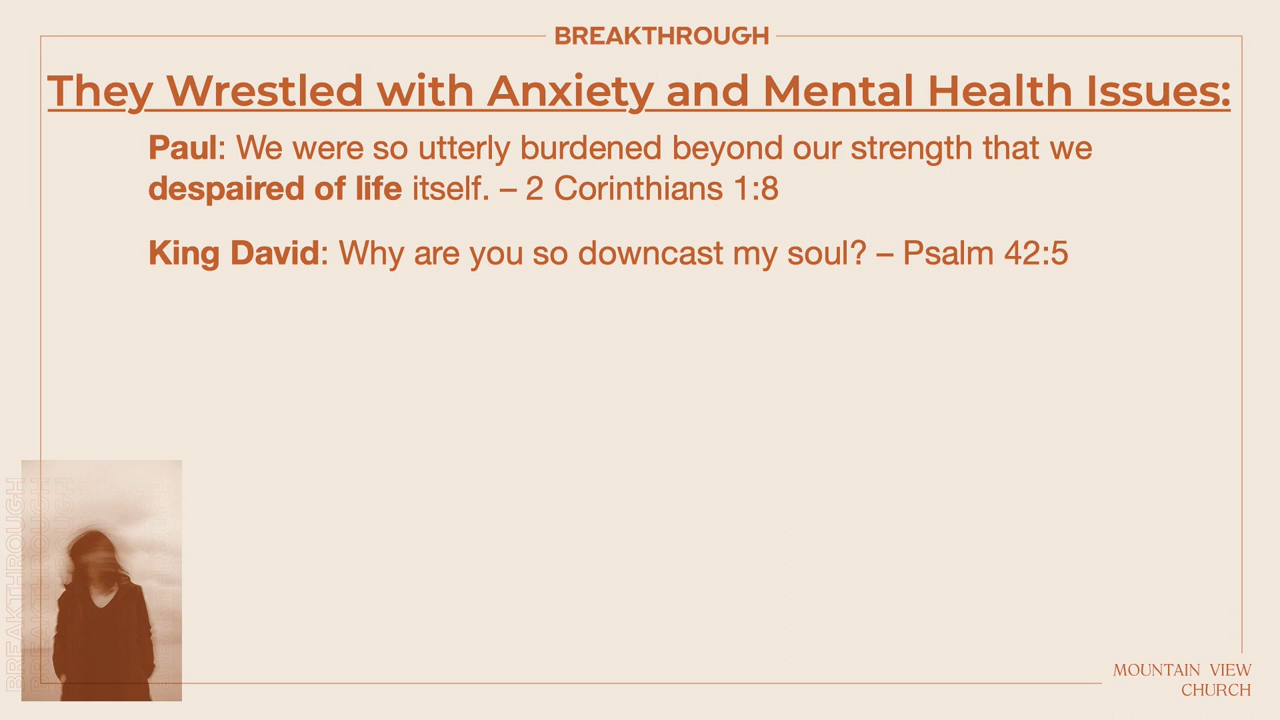 BREAKTHROUGH
They Wrestled with Anxiety and Mental Health Issues:
Paul: We were so utterly burdened beyond our strength that we
despaired of life itself. – 2 Corinthians 1:8
King David: Why are you so downcast my soul? – Psalm 42:5
BREAKTHROUGH
BREAKTHROUGH
MOUNTAIN VIEW
CHURCH